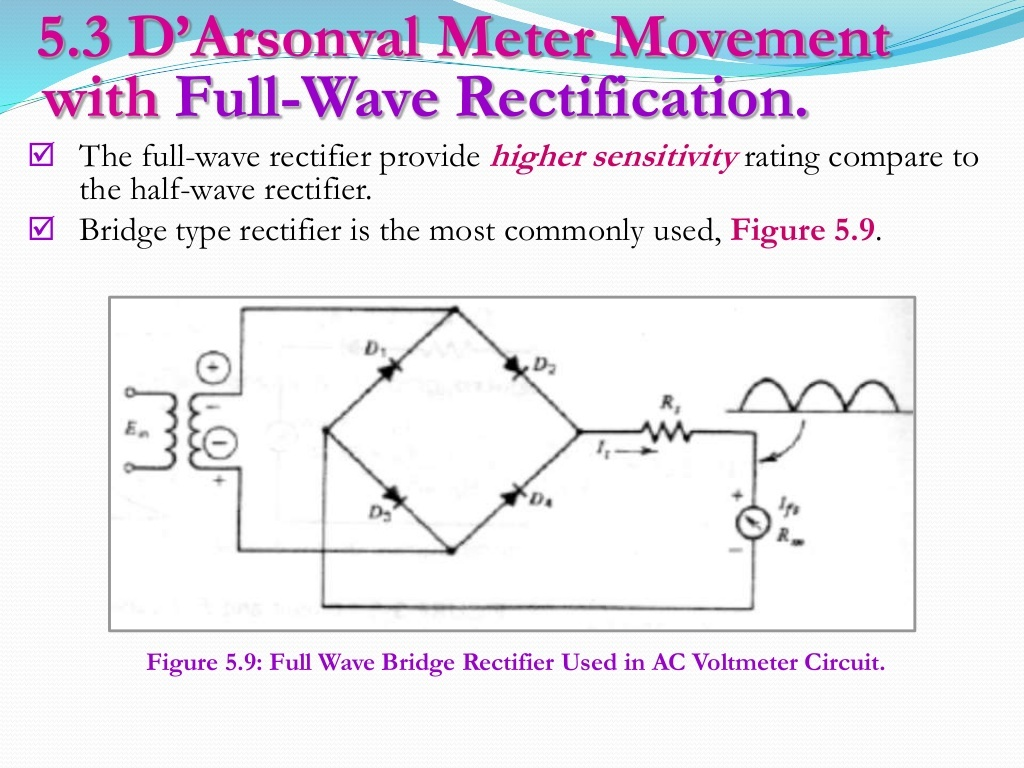 5.3 D’Arsonval Meter Movement
with Full-Wave Rectification.
The full-wave rectifier provide higher sensitivity rating compare to
the half-wave rectifier.
Bridge type rectifier is the most commonly used, Figure 5.9.
D1
D2
+
−
Ein
−
+
D3
D4
Rs
I1
+
−
Ifs
Rm
Figure 5.9: Full Wave Bridge Rectifier Used in AC Voltmeter Circuit.